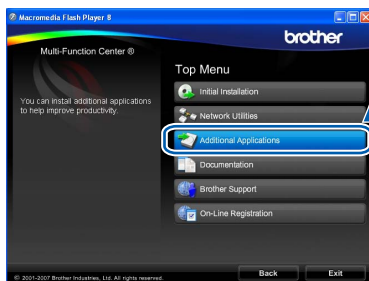 Macromedia Flash Player 8
brother
Multi-Function Center ®
Top Menu
You can install additional applications
to help improve productivity.
Initial Installation
Network Utilities
Additional Applications
Documentation
Brother Support
On-Line Registration
© 2001-2007 Brother Industries, Ltd. All rights reserved.
Back
Exit